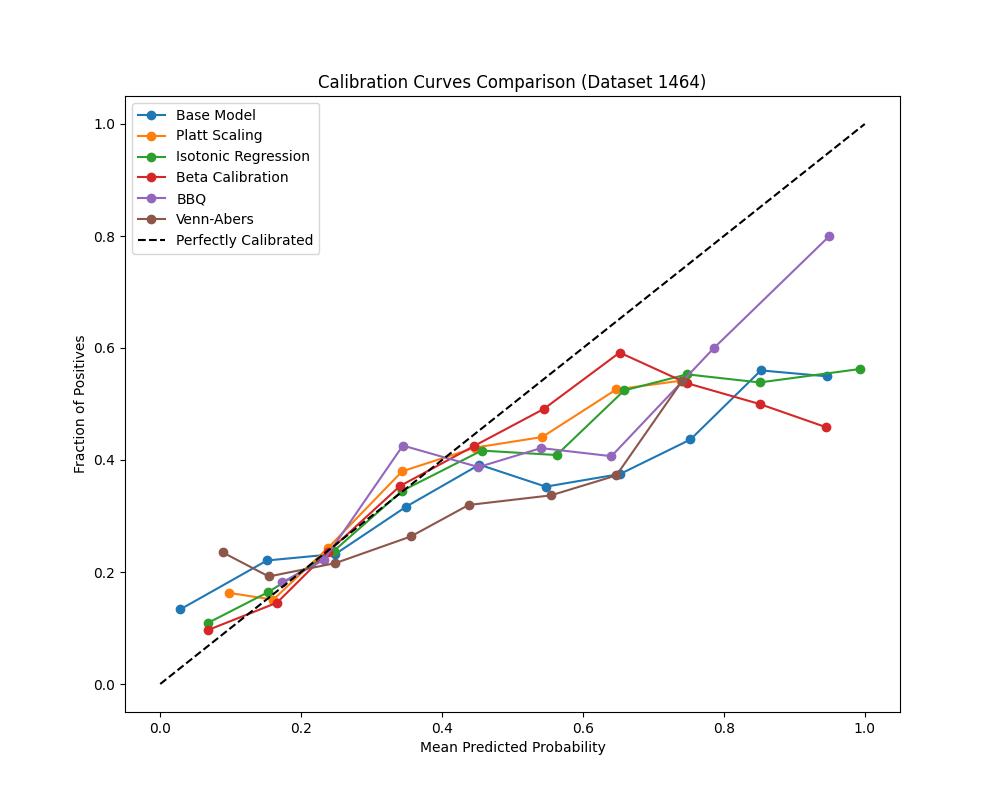 Calibration Curves Comparison (Dataset 1464)
Base Model
Platt Scaling
Isotonic Regression
Beta Calibration
BBQ
Venn-Abers
Perfectly Calibrated
Fraction of Positives
1.0
0.8
0.6
0.4
0.2
0.0
0.0 0.2 0.4 0.6 0.8 1.0
Mean Predicted Probability